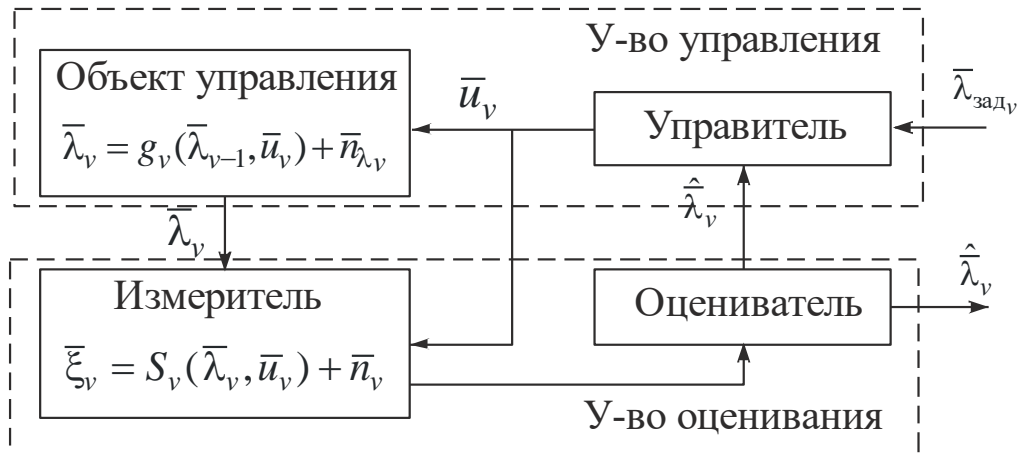 У-во управления
Объект управления
λ̄_ν = g_ν(λ̄_{ν−1}, ū_ν) + n̄_{λ_ν}
ū_ν
Управитель
λ̄_{зад_ν}
λ̄_ν
λ̄̂_ν
Измеритель
ξ̄_ν = S_ν(λ̄_ν, ū_ν) + n̄_ν
Оцениватель
λ̄̂_ν
У-во оценивания